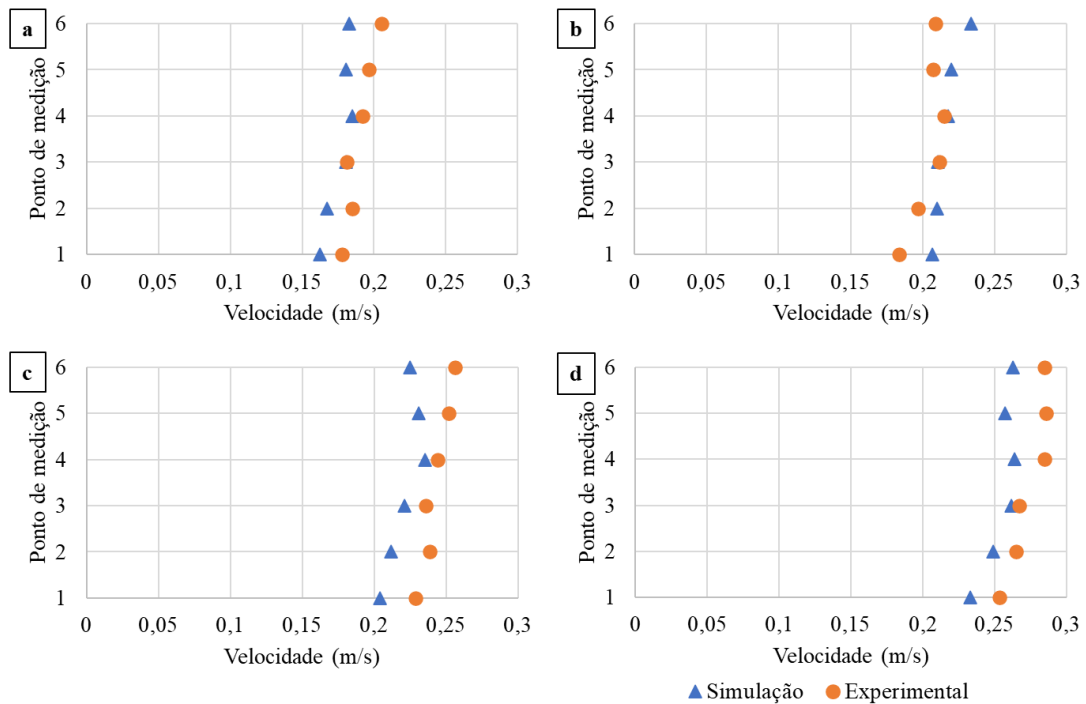 a
Ponto de medição
6
5
4
3
2
1
0 0,05 0,1 0,15 0,2 0,25 0,3
Velocidade (m/s)
b
Ponto de medição
6
5
4
3
2
1
0 0,05 0,1 0,15 0,2 0,25 0,3
Velocidade (m/s)
c
Ponto de medição
6
5
4
3
2
1
0 0,05 0,1 0,15 0,2 0,25 0,3
Velocidade (m/s)
d
Ponto de medição
6
5
4
3
2
1
0 0,05 0,1 0,15 0,2 0,25 0,3
Velocidade (m/s)
Simulação Experimental